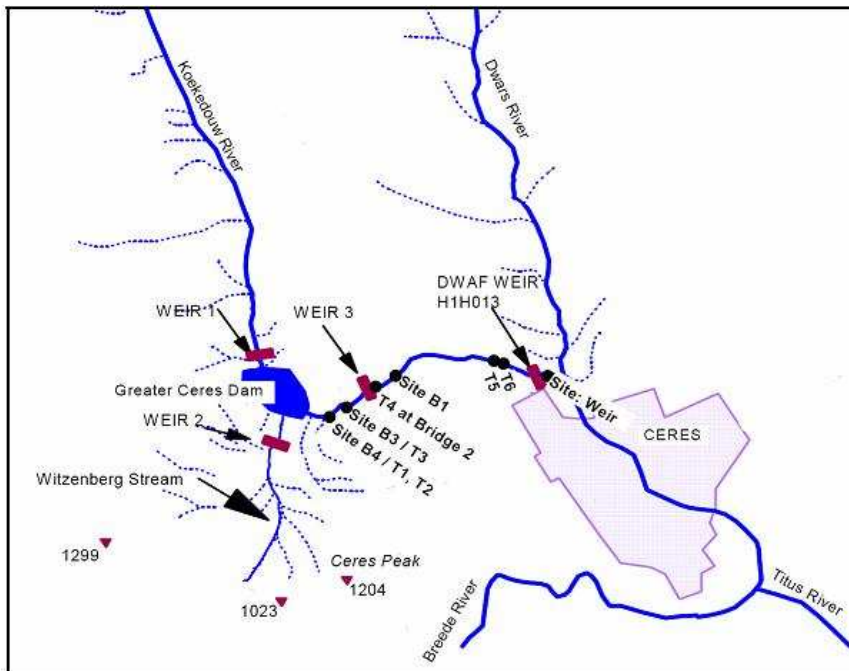 Koekedouw River
Dwars River
DWAF WEIR
H1H013
WEIR 1
WEIR 3
Greater Ceres Dam
Site B1
T6
T5
Site: Weir
T4 at Bridge 2
Site B3 / T3
Site B4 / T1, T2
WEIR 2
CERES
Witzenberg Stream
1299
Ceres Peak
1204
1023
Breede River
Titus River